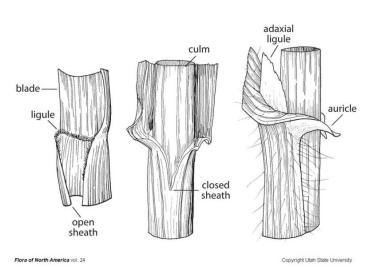 adaxial
ligule
culm
blade
auricle
ligule
closed
sheath
open
sheath
Flora of North America vol. 24
Copyright Utah State University